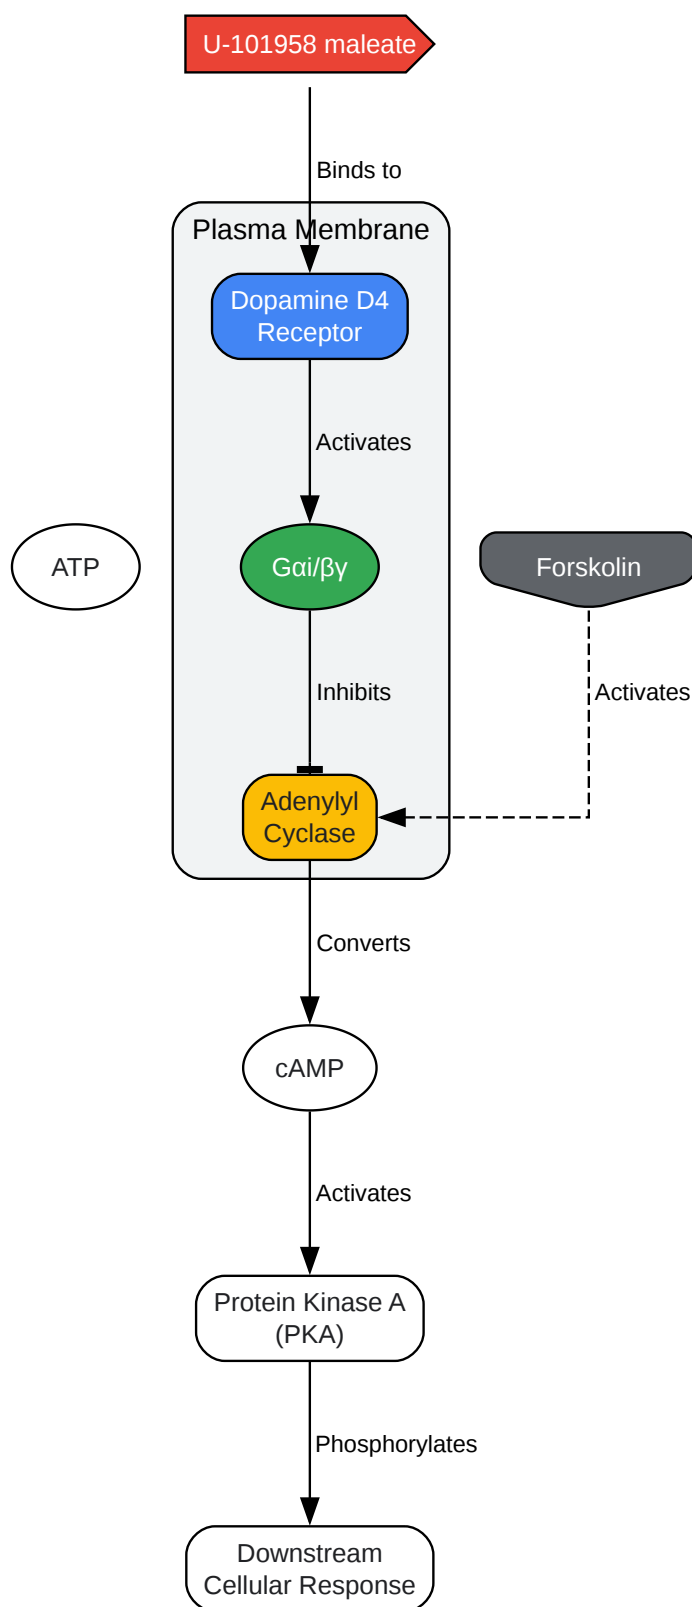 U-101958 maleate
Binds to
Plasma Membrane
Dopamine D4
Receptor
Activates
ATP
Gαi/βγ
Forskolin
Inhibits
Activates
Adenylyl
Cyclase
Converts
cAMP
Activates
Protein Kinase A
(PKA)
Phosphorylates
Downstream
Cellular Response